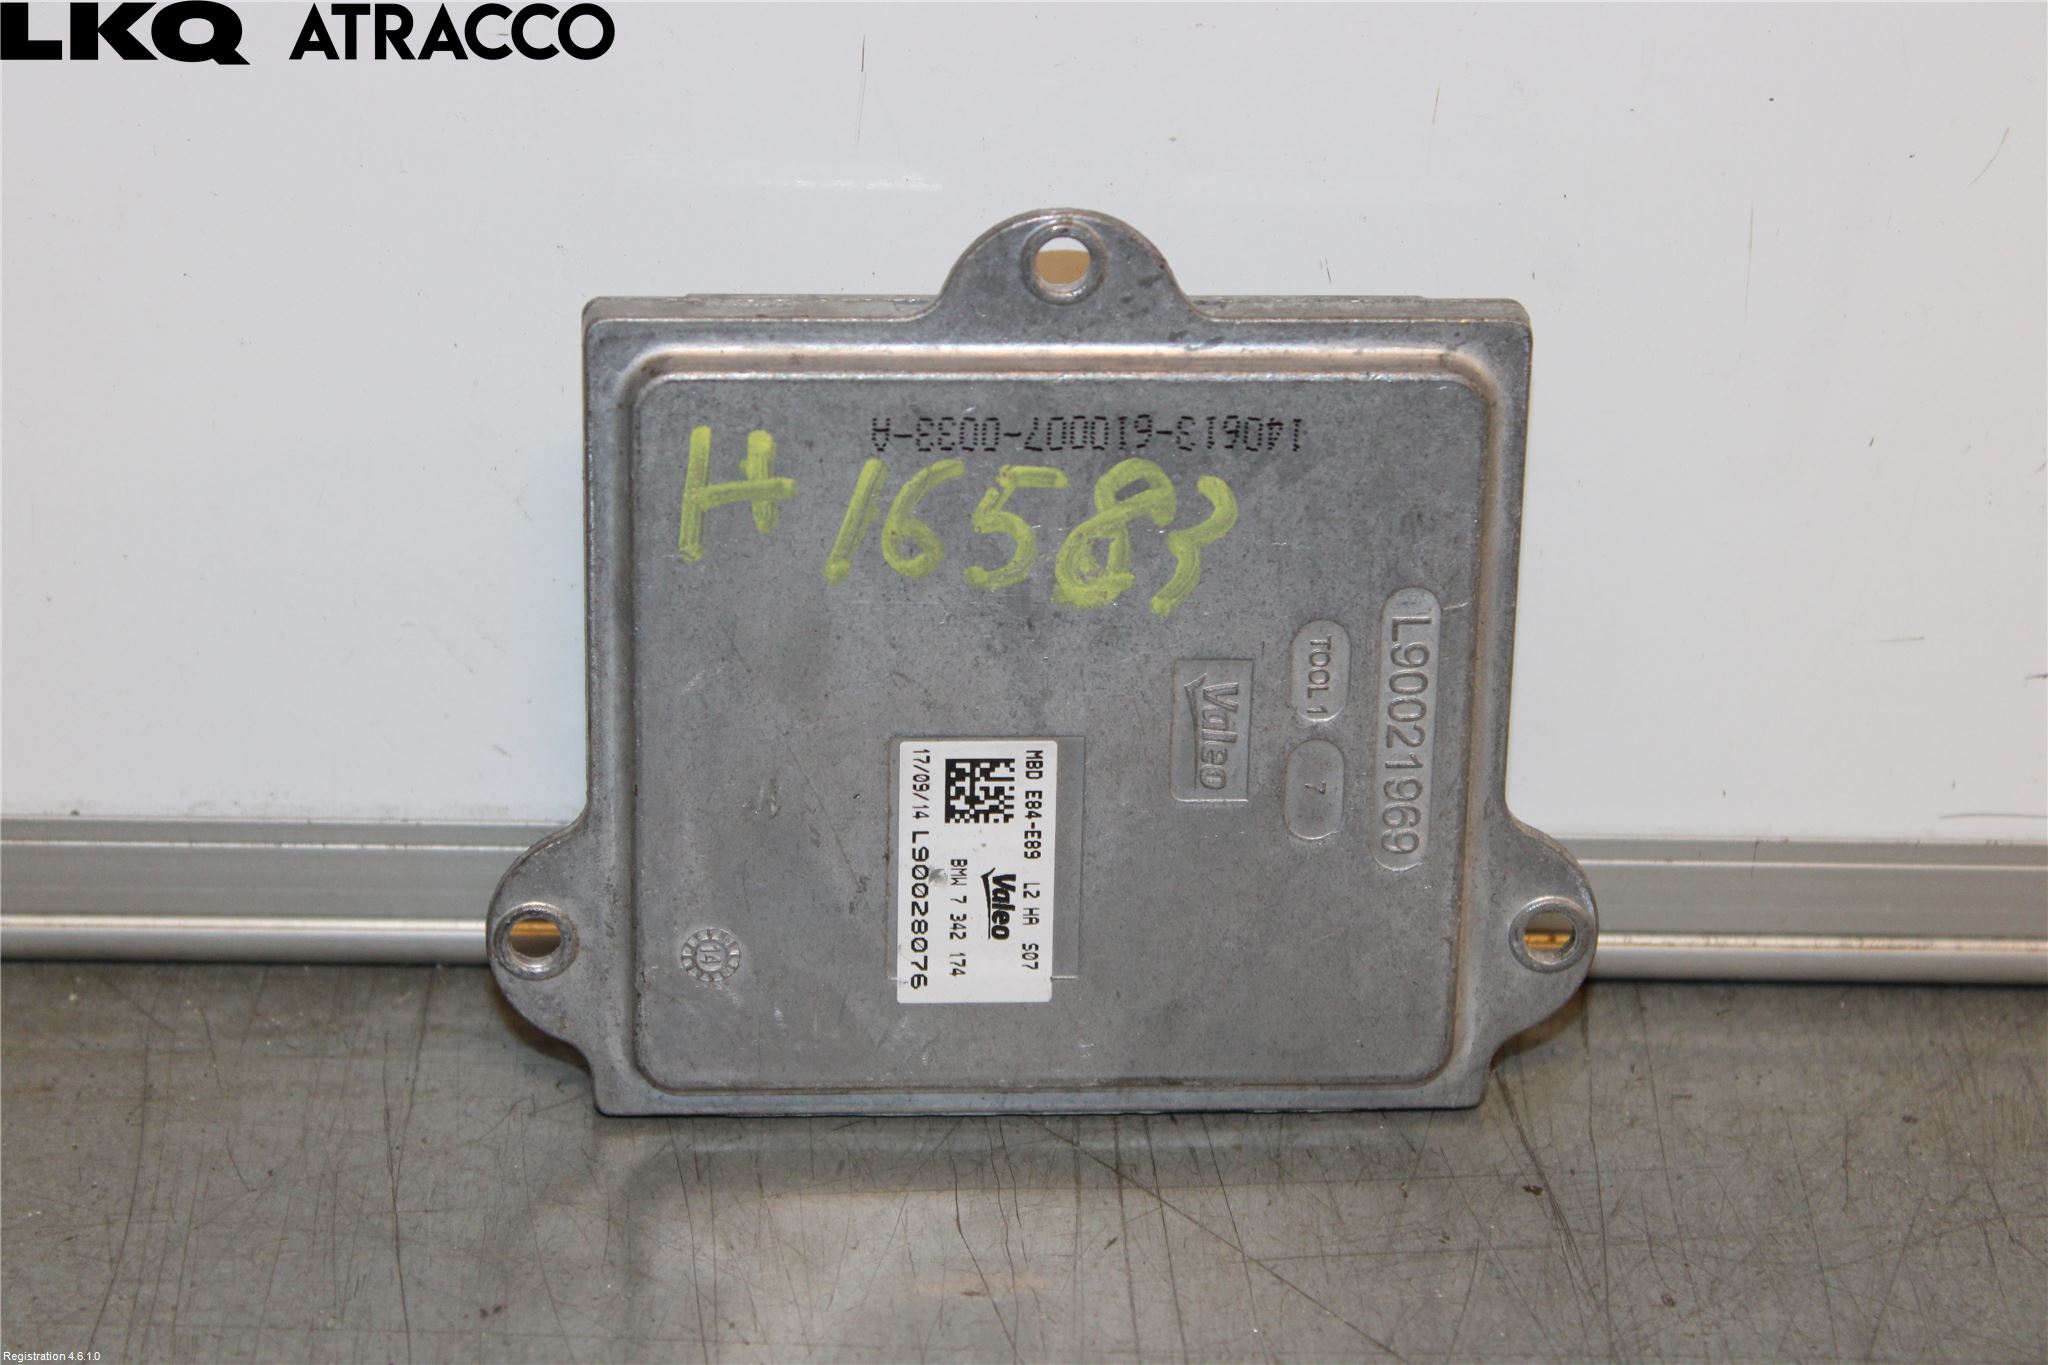 LKQ ATRACCO
140613-610007-0033-A
H 16583
L90021969
TOOL 1
7
Valeo
MBD E84-E89 L2 HA S07
Valeo
BMW 7 342 174
17/09/14 L90028076
14
Registration 4.6.1.0